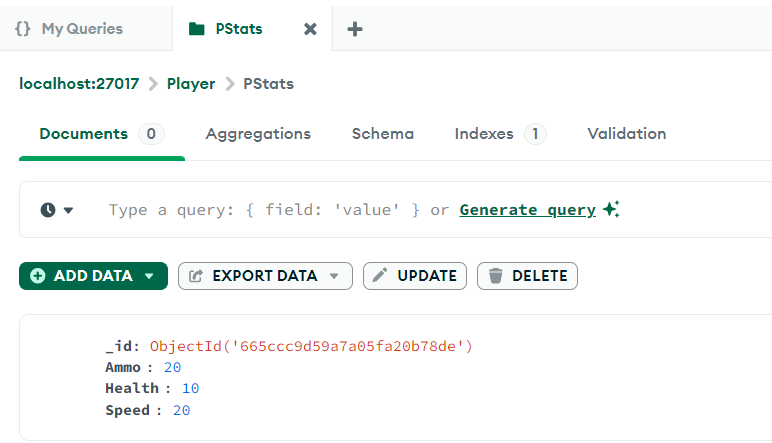 {} My Queries PStats
localhost:27017 > Player > PStats
Documents 0 Aggregations Schema Indexes 1 Validation
Type a query: { field: 'value' } or Generate query
ADD DATA EXPORT DATA UPDATE DELETE
_id: ObjectId('665ccc9d59a7a05fa20b78de')
Ammo : 20
Health : 10
Speed : 20